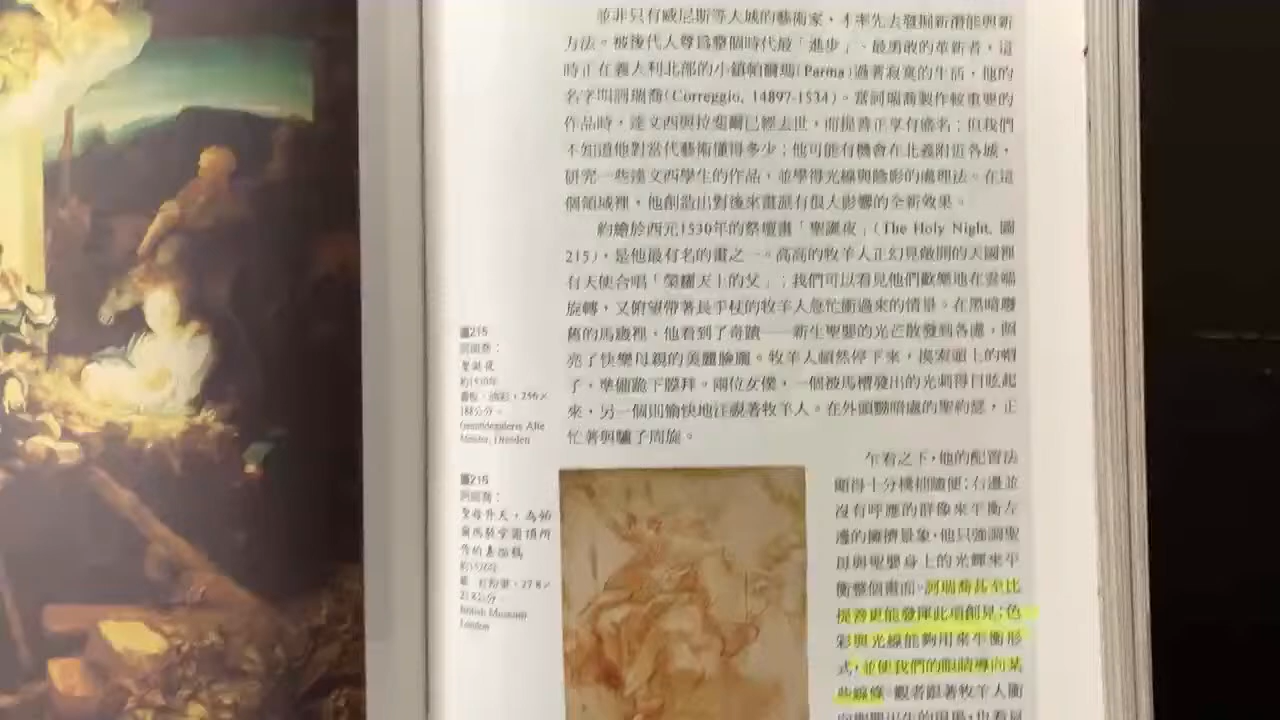 並非只有威尼斯等大城的藝術家,才率先去發掘新潛能與新
方法。被後代人尊為整個時代最「進步」、最勇敢的革新者,這
時正在義大利北部的小鎮帕爾瑪(Parma)過著寂寞的生活,他的
名字叫訶瑞喬(Correggio, 1489?-1534)。當訶瑞喬製作較重要的
作品時,達文西與拉斐爾已經去世,而提善正享有盛名;但我們
不知道他對當代藝術懂得多少;他可能有機會在北義附近各城,
研究一些達文西學生的作品,並學得光線與陰影的處理法。在這
個領域裡,他創造出對後來畫派有很大影響的全新效果。
約繪於西元1530年的祭壇畫「聖誕夜」(The Holy Night, 圖
215),是他最有名的畫之一。高高的牧羊人正幻見敞開的天國裡
有天使合唱「榮耀天上的父」;我們可以看見他們歡樂地在雲端
旋轉,又俯望帶著長手杖的牧羊人急忙衝過來的情景。在黑暗廢
舊的馬廄裡,他看到了奇蹟——新生聖嬰的光芒散發到各處,照
亮了快樂母親的美麗臉龐。牧羊人頓然停下來,摸索頭上的帽
子,準備跪下膜拜。兩位女僕,一個被馬槽發出的光刺得目眩起
來,另一個則愉快地注視著牧羊人。在外頭黝暗處的聖約瑟,正
忙著與驢子周旋。
圖215
訶瑞喬:
聖誕夜
約1530年
畫板、油彩,256×
188公分。
Gemäldegalerie Alte
Meister, Dresden
圖216
訶瑞喬:
聖母升天,為帕
爾馬教堂圓頂所
作的素描稿
約1526年
紅粉筆,27.8×
23.8公分
British Museum
London
乍看之下,他的配置法
顯得十分樸拙隨便;右邊並
沒有呼應的群像來平衡左
邊的擁擠景象,他只強調聖
母與聖嬰身上的光輝來平
衡整個畫面。訶瑞喬甚至比
提善更能發揮此項創見;色
彩與光線能夠用來平衡形
式,並使我們的眼睛導向某
些線條。觀者跟著牧羊人衝